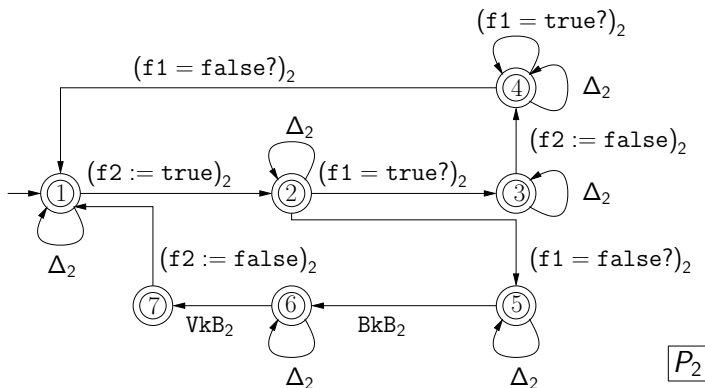 (f1 = true?)₂
(f1 = false?)₂
4
Δ₂
Δ₂
(f2 := false)₂
(f2 := true)₂
(f1 = true?)₂
1
2
3
Δ₂
Δ₂
(f2 := false)₂
(f1 = false?)₂
7
6
5
VkB₂
BkB₂
Δ₂
Δ₂
P₂